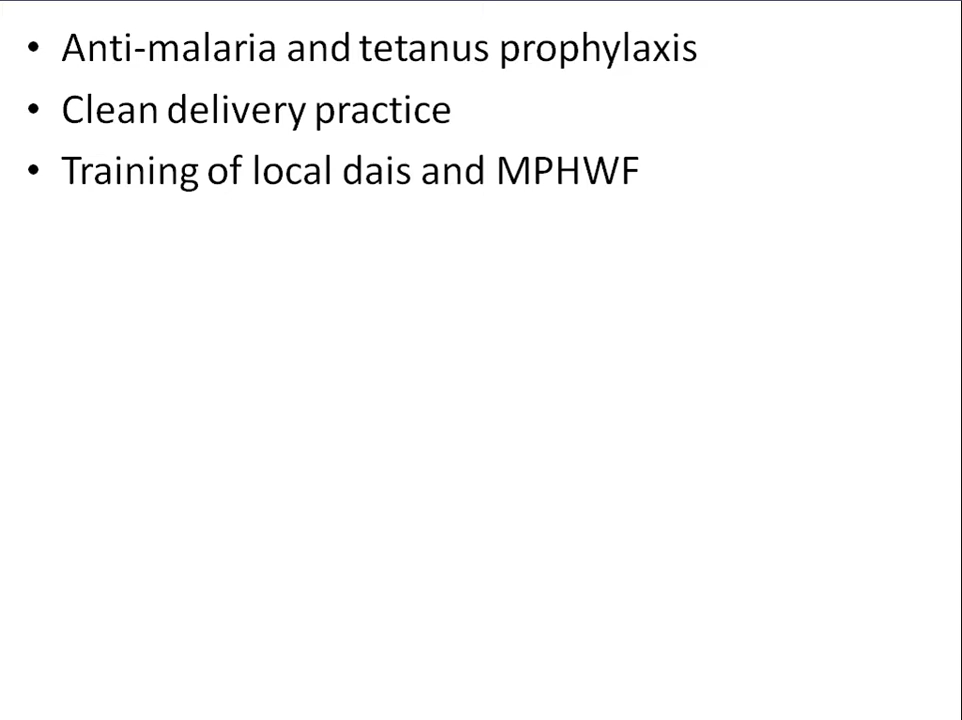 • Anti-malaria and tetanus prophylaxis
• Clean delivery practice
• Training of local dais and MPHWF